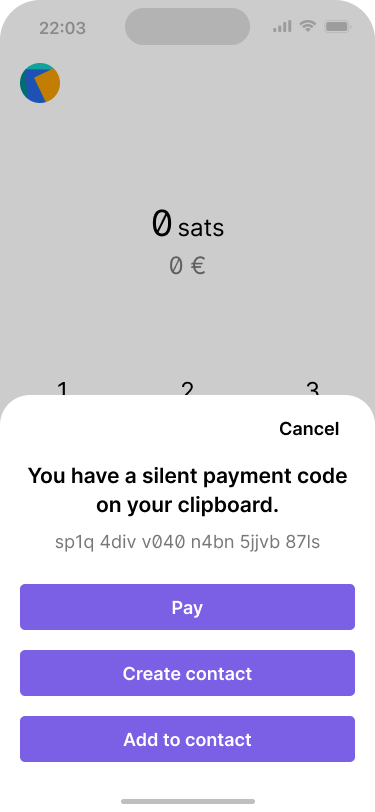 22:03
0 sats
0 €
1 2 3
Cancel
You have a silent payment code
on your clipboard.
sp1q 4div v040 n4bn 5jjvb 87ls
Pay
Create contact
Add to contact